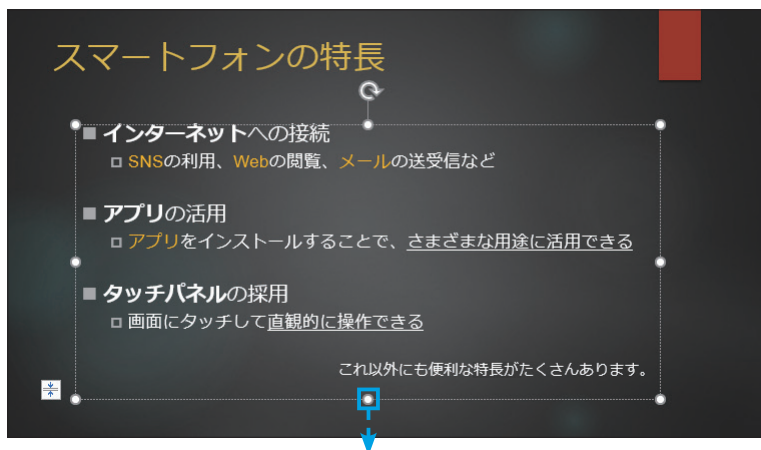 スマートフォンの特長
インターネットへの接続
SNSの利用、Webの閲覧、メールの送受信など
アプリの活用
アプリをインストールすることで、さまざまな用途に活用できる
タッチパネルの採用
画面にタッチして直観的に操作できる
これ以外にも便利な特長がたくさんあります。